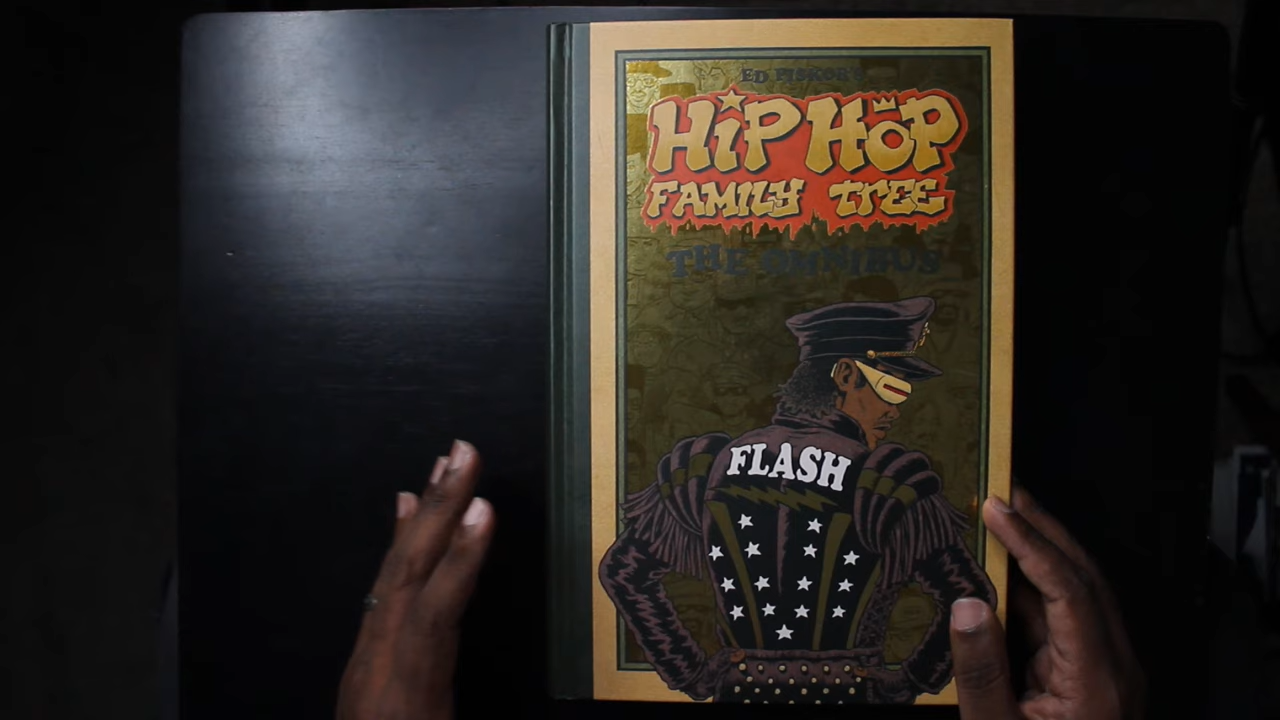 ED PISKOR'S
HiP HOP
FAMILY TREE
THE OMNIBUS
FLASH